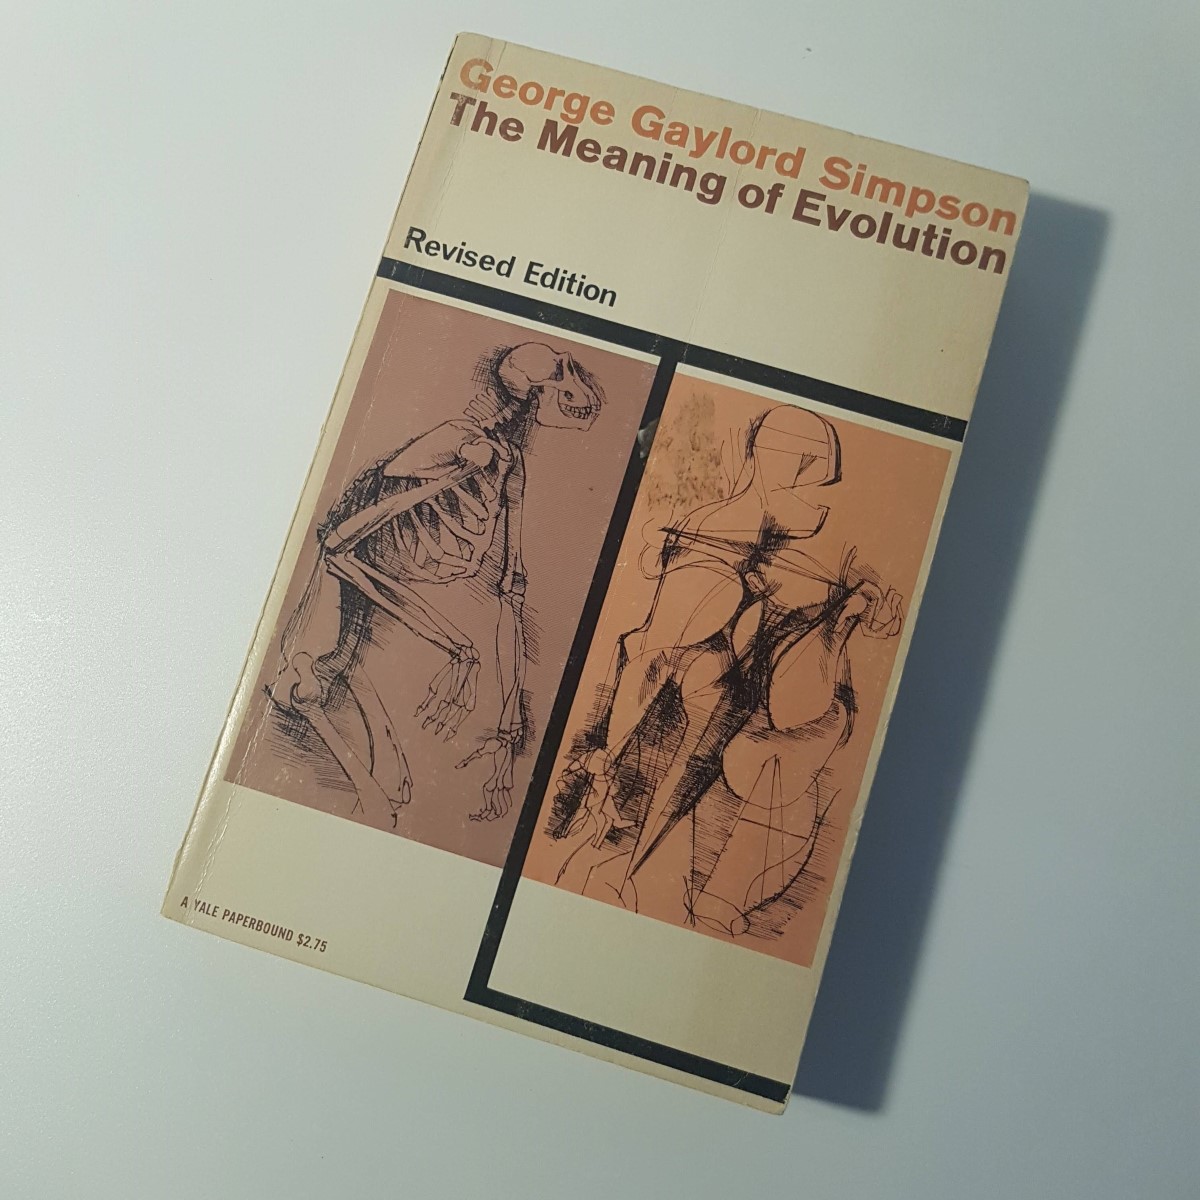 George Gaylord Simpson
The Meaning of Evolution
Revised Edition
A YALE PAPERBOUND $2.75